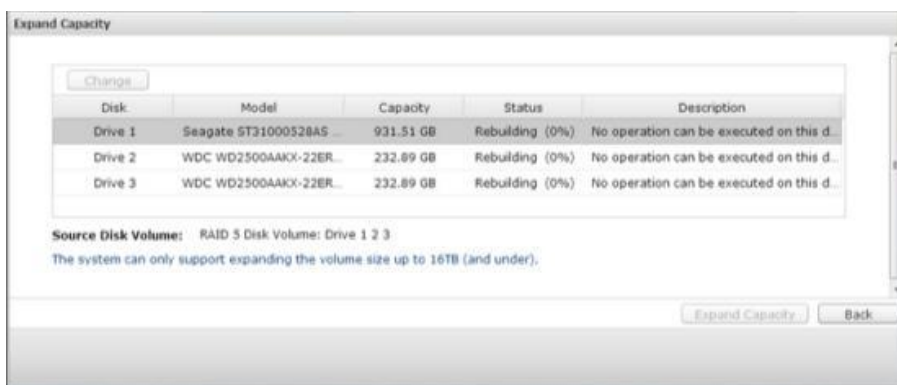 Expand Capacity
Change
Disk Model Capacity Status Description
Drive 1 Seagate ST31000528AS ... 931.51 GB Rebuilding (0%) No operation can be executed on this d...
Drive 2 WDC WD2500AAKX-22ER... 232.89 GB Rebuilding (0%) No operation can be executed on this d...
Drive 3 WDC WD2500AAKX-22ER... 232.89 GB Rebuilding (0%) No operation can be executed on this d...
Source Disk Volume: RAID 5 Disk Volume: Drive 1 2 3
The system can only support expanding the volume size up to 16TB (and under).
Expand Capacity Back